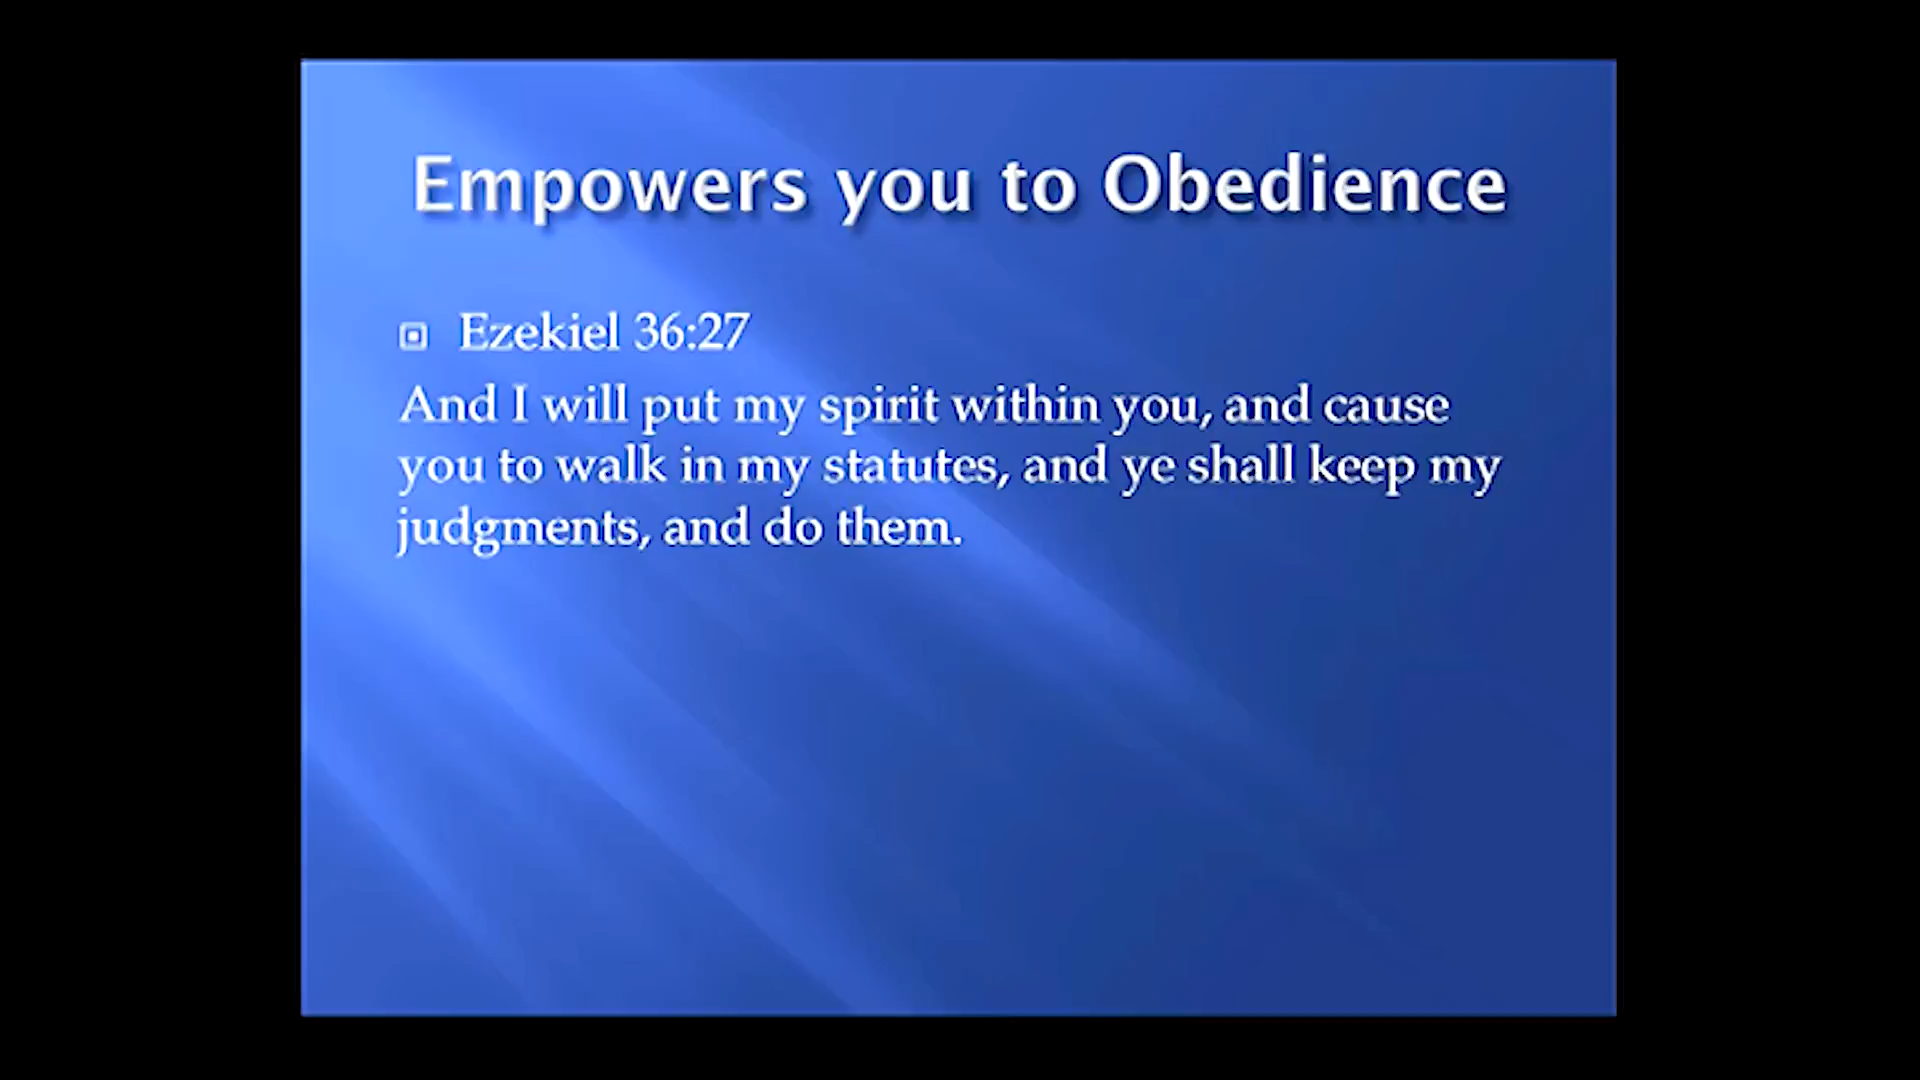 Empowers you to Obedience
Ezekiel 36:27
And I will put my spirit within you, and cause
you to walk in my statutes, and ye shall keep my
judgments, and do them.